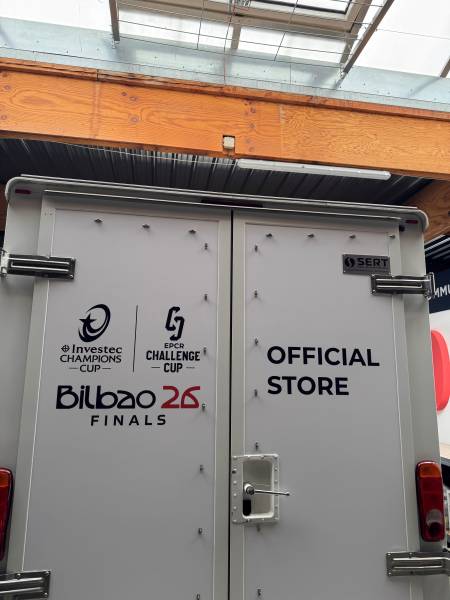 SERT
Investec
CHAMPIONS
CUP
EPCR
CHALLENGE
CUP
Bilbao 26
FINALS
OFFICIAL
STORE